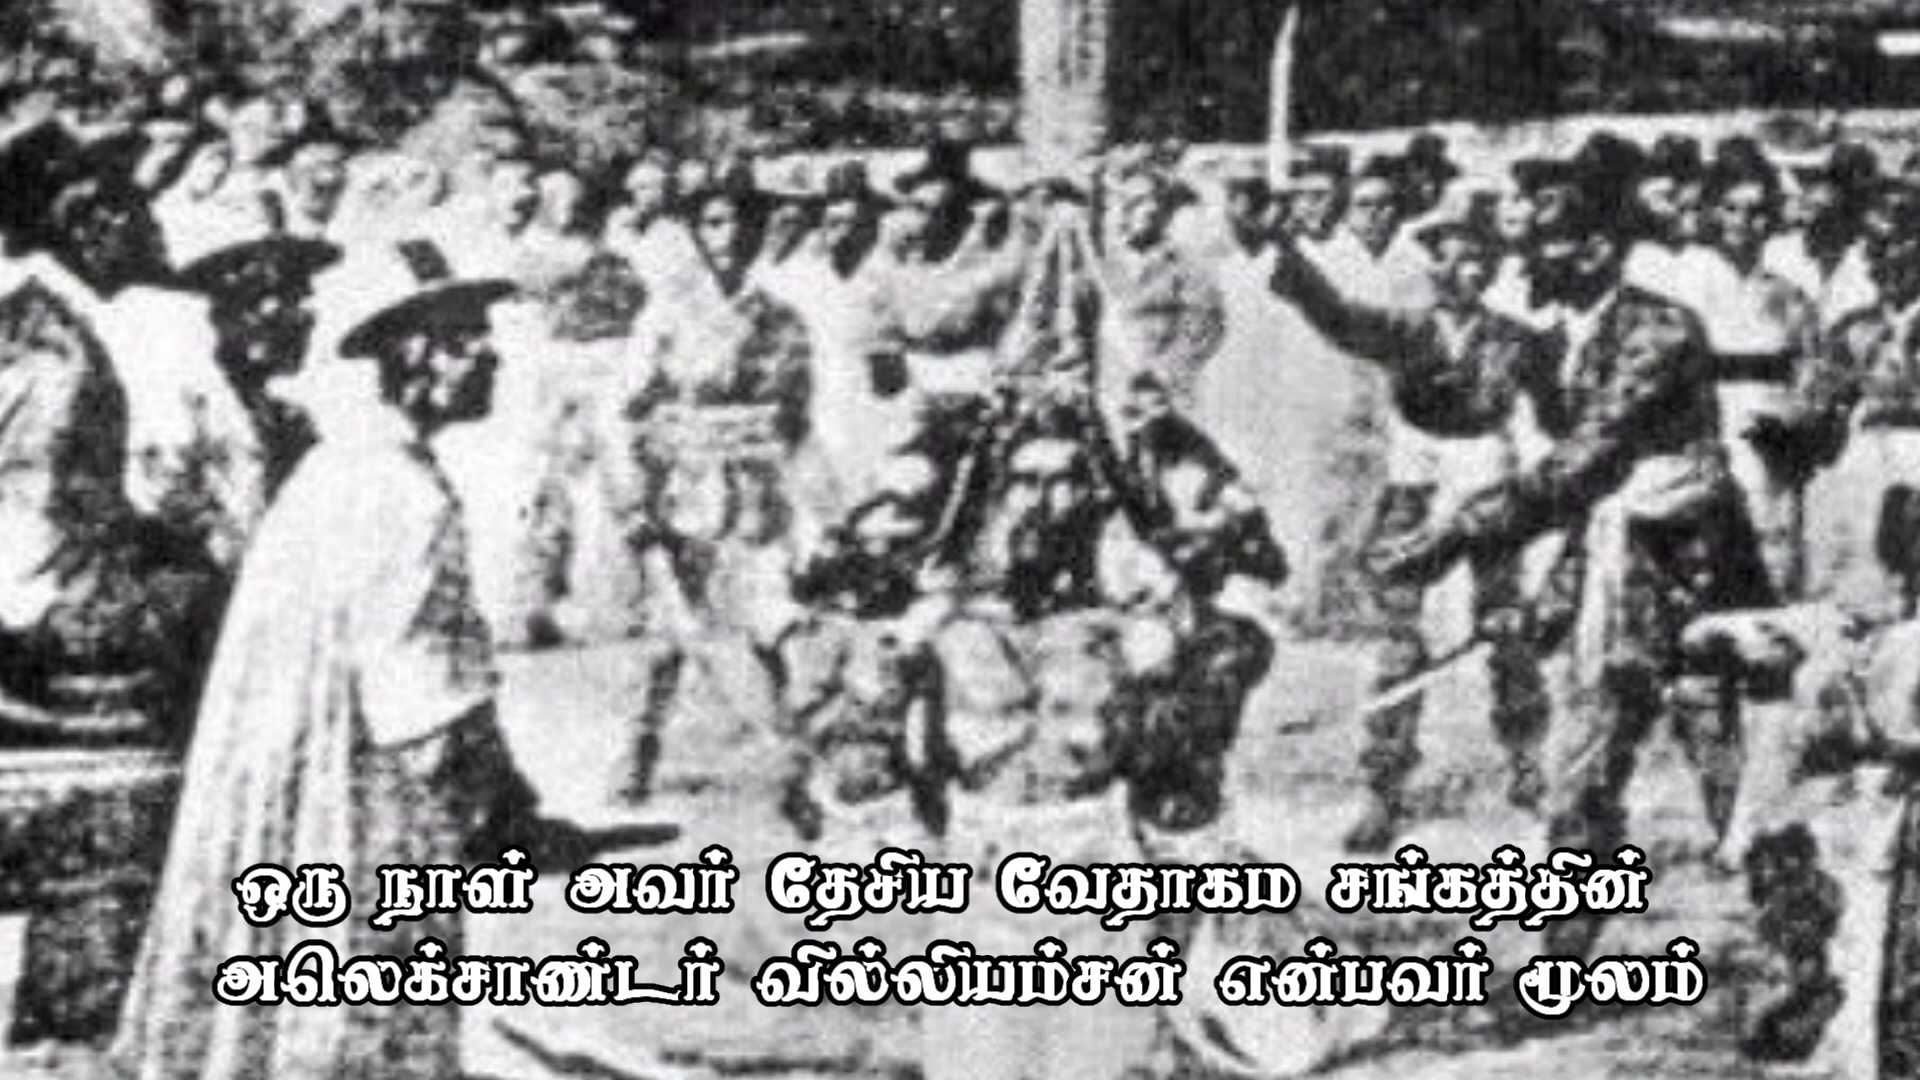 ஒரு நாள் அவர் தேசிய வேதாகம சங்கத்தின்
அலெக்சாண்டர் வில்லியம்சன் என்பவர் மூலம்